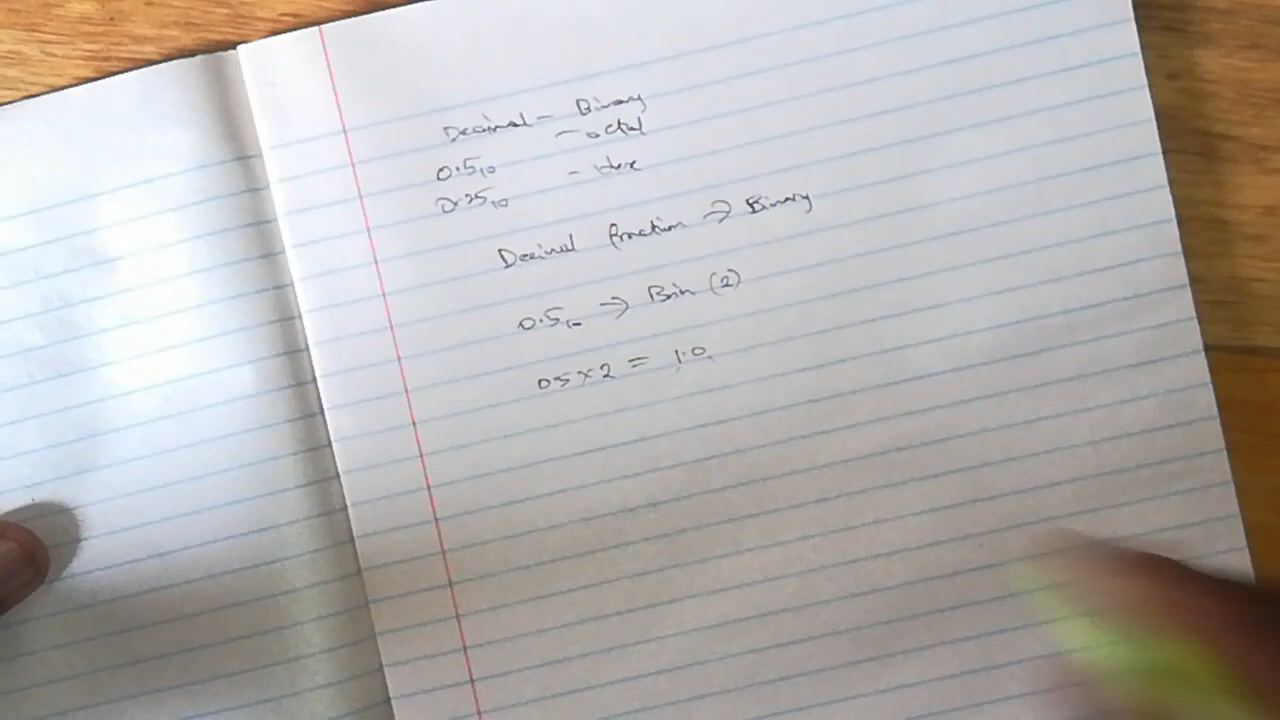 Decimal - Binary
- octal
0.5₁₀
- Hex
0.25₁₀
Decimal fraction → Binary
0.5₁₀ → Bin (2)
0.5 × 2 = 1.0